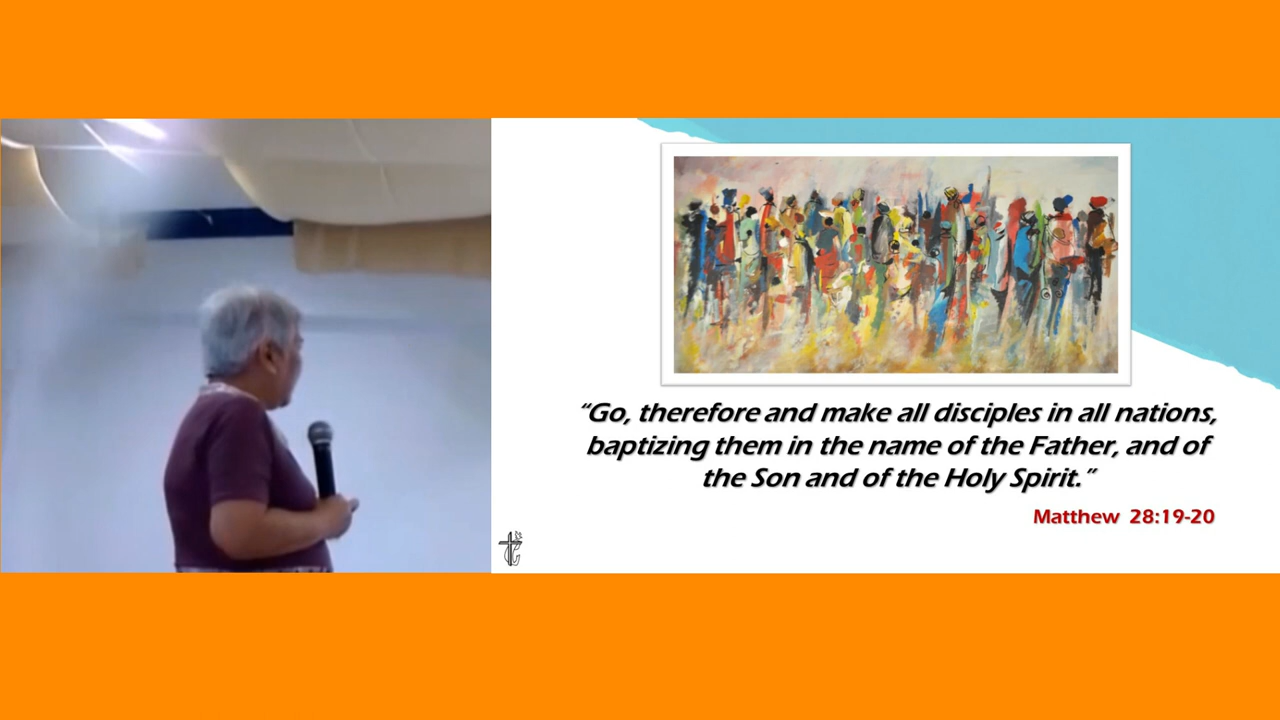 “Go, therefore and make all disciples in all nations,
baptizing them in the name of the Father, and of
the Son and of the Holy Spirit.”
Matthew 28:19-20